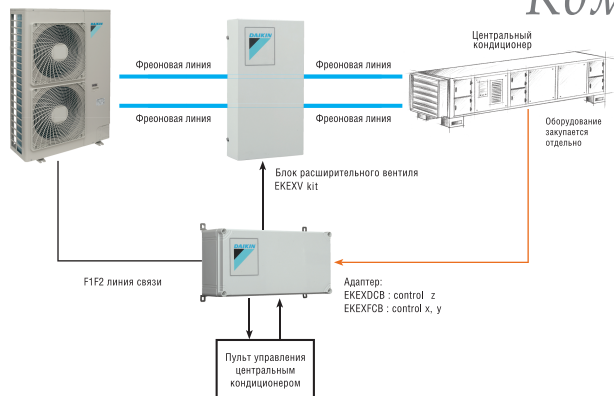 Ком
DAIKIN
DAIKIN
Центральный
кондиционер
Фреоновая линия
Фреоновая линия
Фреоновая линия
Фреоновая линия
Оборудование
закупается
отдельно
Блок расширительного вентиля
EKEXV kit
DAIKIN
F1F2 линия связи
Адаптер:
EKEXDCB : control z
EKEXFCB : control x, y
Пульт управления
центральным
кондиционером